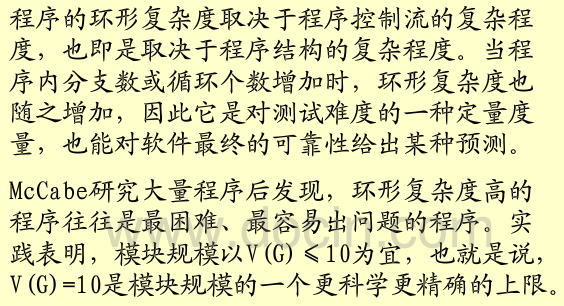 程序的环形复杂度取决于程序控制流的复杂程
度，也即是取决于程序结构的复杂程度。当程
序内分支数或循环个数增加时，环形复杂度也
随之增加，因此它是对测试难度的一种定量度
量，也能对软件最终的可靠性给出某种预测。
McCabe研究大量程序后发现，环形复杂度高的
程序往往是最困难、最容易出问题的程序。实
www.docin.com
践表明，模块规模以V(G)≤10为宜，也就是说，
V(G)=10是模块规模的一个更科学更精确的上限。